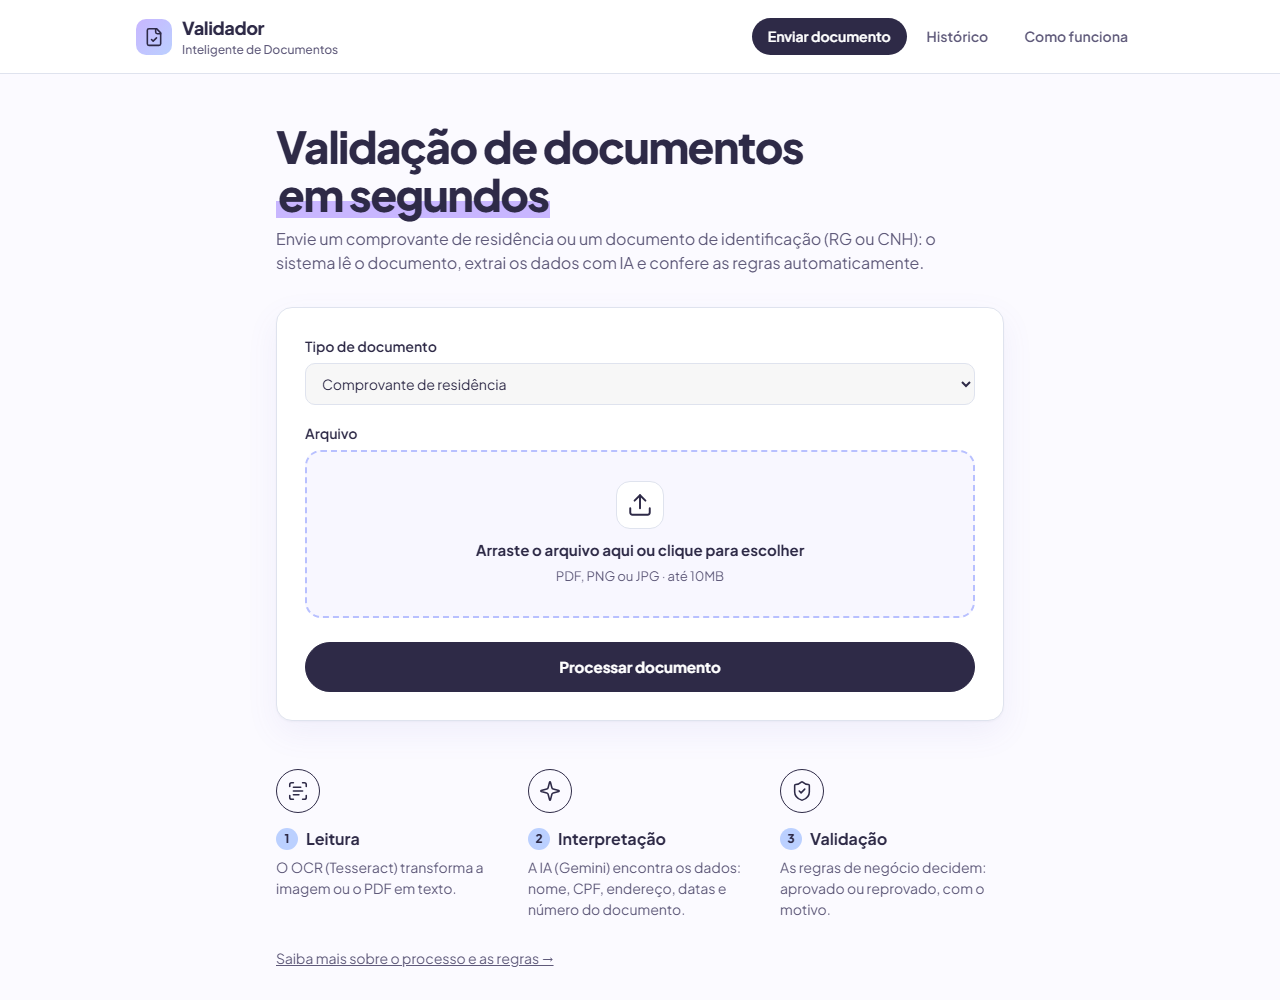 Validador
Inteligente de Documentos
Enviar documento
Histórico
Como funciona
Validação de documentos
em segundos
Envie um comprovante de residência ou um documento de identificação (RG ou CNH): o
sistema lê o documento, extrai os dados com IA e confere as regras automaticamente.
Tipo de documento
Comprovante de residência
Arquivo
Arraste o arquivo aqui ou clique para escolher
PDF, PNG ou JPG · até 10MB
Processar documento
1 Leitura
O OCR (Tesseract) transforma a
imagem ou o PDF em texto.
2 Interpretação
A IA (Gemini) encontra os dados:
nome, CPF, endereço, datas e
número do documento.
3 Validação
As regras de negócio decidem:
aprovado ou reprovado, com o
motivo.
Saiba mais sobre o processo e as regras →